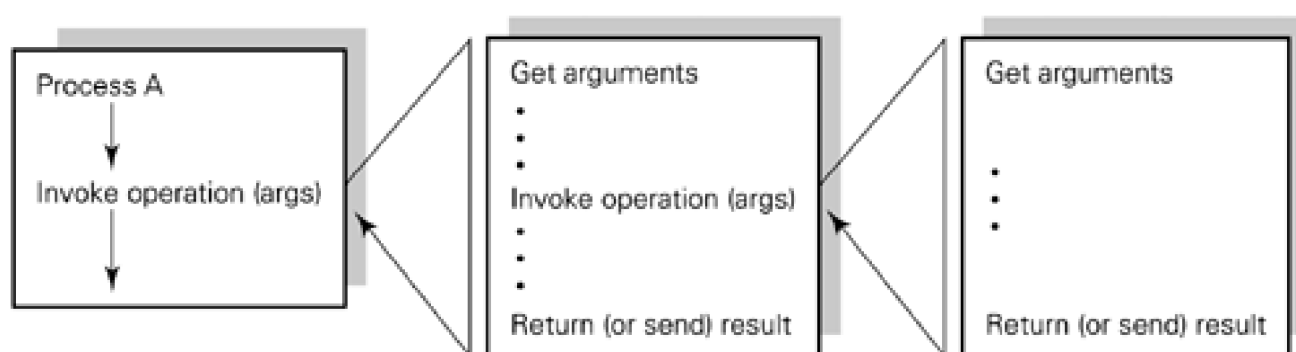 Process A
Invoke operation (args)
Get arguments
Invoke operation (args)
Return (or send) result
Get arguments
Return (or send) result